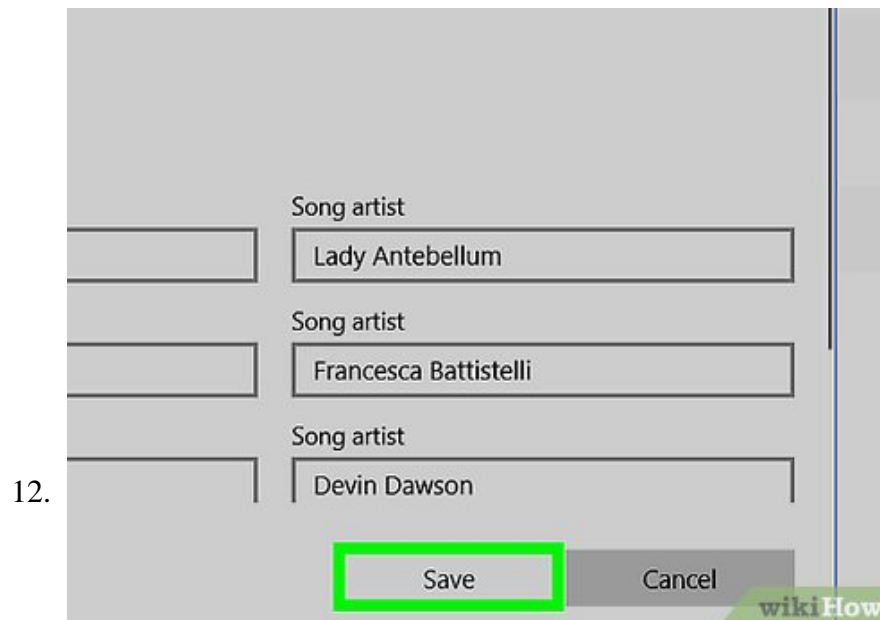 Song artist
Lady Antebellum
Song artist
Francesca Battistelli
Song artist
12.
Devin Dawson
Save Cancel
wikiHow